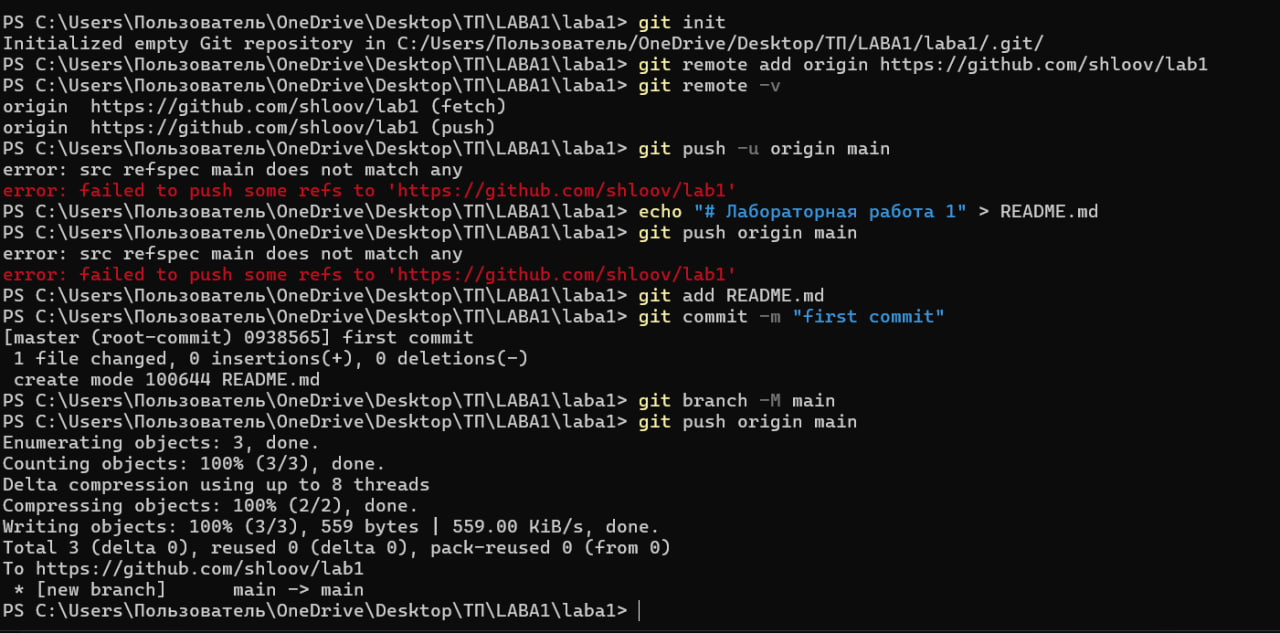 PS C:\Users\Пользователь\OneDrive\Desktop\ТП\LABA1\laba1> git init
Initialized empty Git repository in C:/Users/Пользователь/OneDrive/Desktop/ТП/LABA1/laba1/.git/
PS C:\Users\Пользователь\OneDrive\Desktop\ТП\LABA1\laba1> git remote add origin https://github.com/shloov/lab1
PS C:\Users\Пользователь\OneDrive\Desktop\ТП\LABA1\laba1> git remote -v
origin  https://github.com/shloov/lab1 (fetch)
origin  https://github.com/shloov/lab1 (push)
PS C:\Users\Пользователь\OneDrive\Desktop\ТП\LABA1\laba1> git push -u origin main
error: src refspec main does not match any
error: failed to push some refs to 'https://github.com/shloov/lab1'
PS C:\Users\Пользователь\OneDrive\Desktop\ТП\LABA1\laba1> echo "# Лабораторная работа 1" > README.md
PS C:\Users\Пользователь\OneDrive\Desktop\ТП\LABA1\laba1> git push origin main
error: src refspec main does not match any
error: failed to push some refs to 'https://github.com/shloov/lab1'
PS C:\Users\Пользователь\OneDrive\Desktop\ТП\LABA1\laba1> git add README.md
PS C:\Users\Пользователь\OneDrive\Desktop\ТП\LABA1\laba1> git commit -m "first commit"
[master (root-commit) 0938565] first commit
 1 file changed, 0 insertions(+), 0 deletions(-)
 create mode 100644 README.md
PS C:\Users\Пользователь\OneDrive\Desktop\ТП\LABA1\laba1> git branch -M main
PS C:\Users\Пользователь\OneDrive\Desktop\ТП\LABA1\laba1> git push origin main
Enumerating objects: 3, done.
Counting objects: 100% (3/3), done.
Delta compression using up to 8 threads
Compressing objects: 100% (2/2), done.
Writing objects: 100% (3/3), 559 bytes | 559.00 KiB/s, done.
Total 3 (delta 0), reused 0 (delta 0), pack-reused 0 (from 0)
To https://github.com/shloov/lab1
 * [new branch]      main -> main
PS C:\Users\Пользователь\OneDrive\Desktop\ТП\LABA1\laba1>